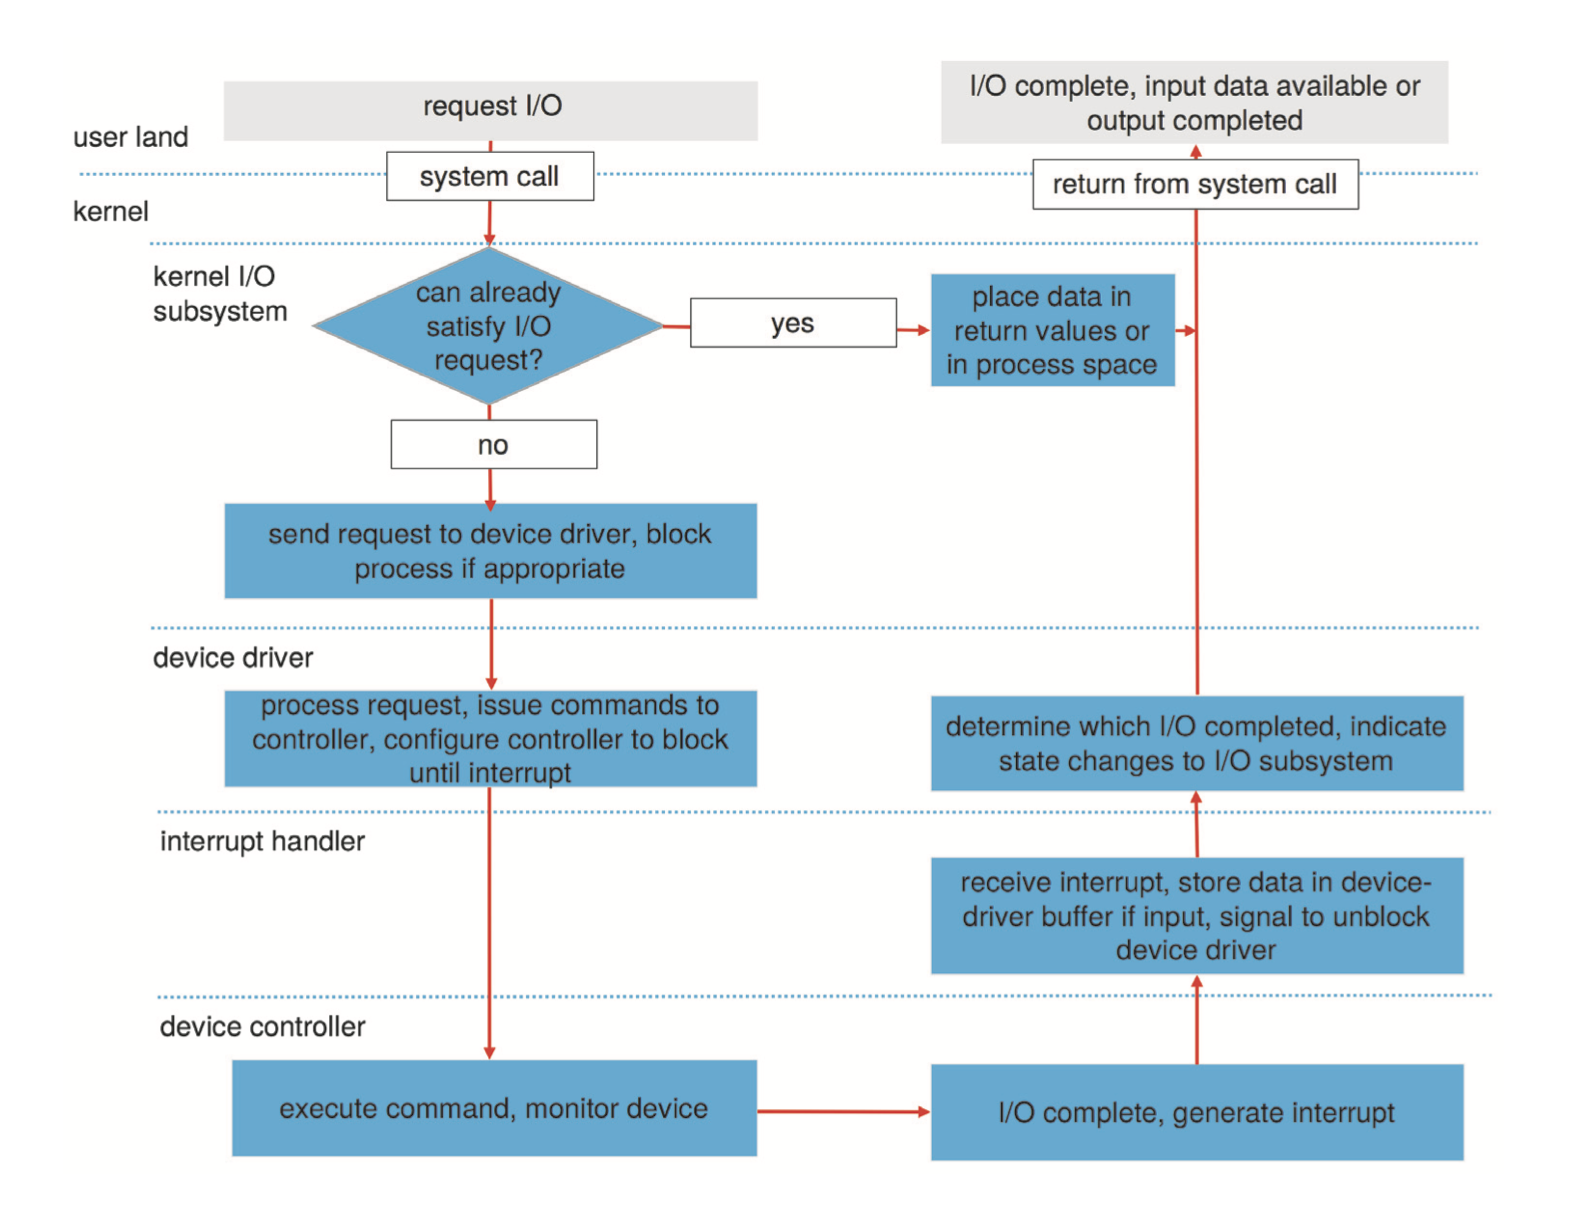 request I/O
I/O complete, input data available or
output completed
user land
system call
return from system call
kernel
kernel I/O
subsystem
can already
satisfy I/O
request?
yes
place data in
return values or
in process space
no
send request to device driver, block
process if appropriate
device driver
process request, issue commands to
controller, configure controller to block
until interrupt
determine which I/O completed, indicate
state changes to I/O subsystem
interrupt handler
receive interrupt, store data in device-
driver buffer if input, signal to unblock
device driver
device controller
execute command, monitor device
I/O complete, generate interrupt